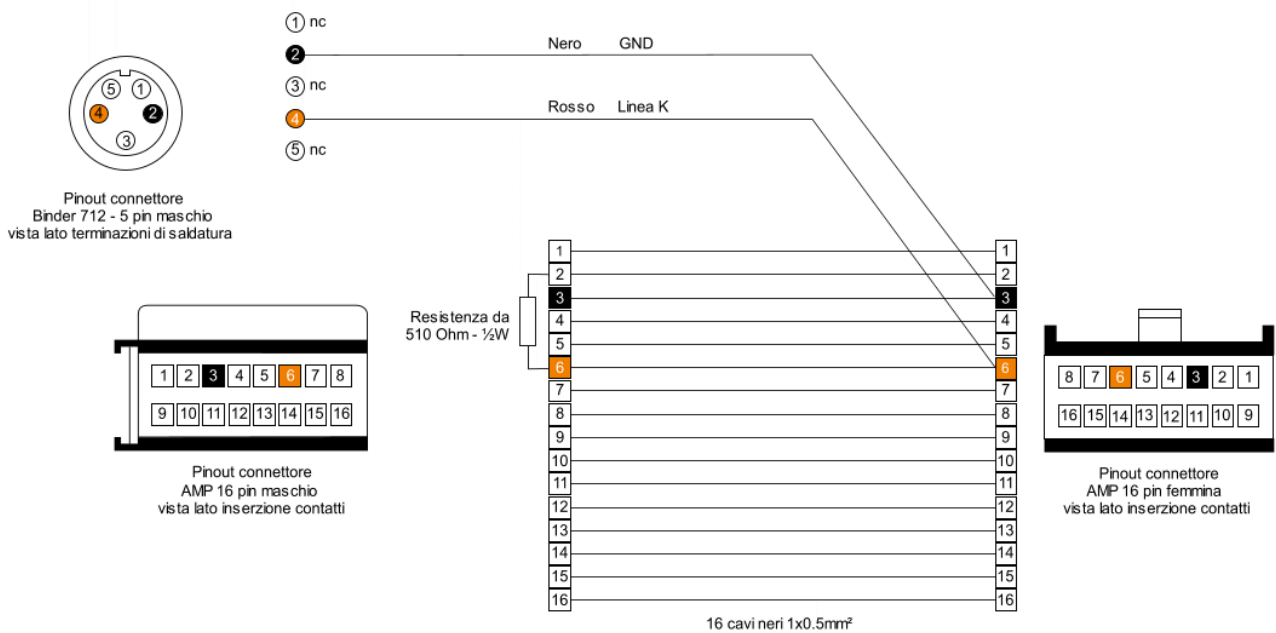 1 nc
2
3 nc
4
5 nc
Nero GND
Rosso Linea K
5 1
4 2
3
Pinout connettore
Binder 712 - 5 pin maschio
vista lato terminazioni di saldatura
Resistenza da
510 Ohm - ½W
1 1
2 2
3 3
4 4
5 5
6 6
7 7
8 8
9 9
10 10
11 11
12 12
13 13
14 14
15 15
16 16
16 cavi neri 1x0.5mm²
1 2 3 4 5 6 7 8
9 10 11 12 13 14 15 16
Pinout connettore
AMP 16 pin maschio
vista lato inserzione contatti
8 7 6 5 4 3 2 1
16 15 14 13 12 11 10 9
Pinout connettore
AMP 16 pin femmina
vista lato inserzione contatti